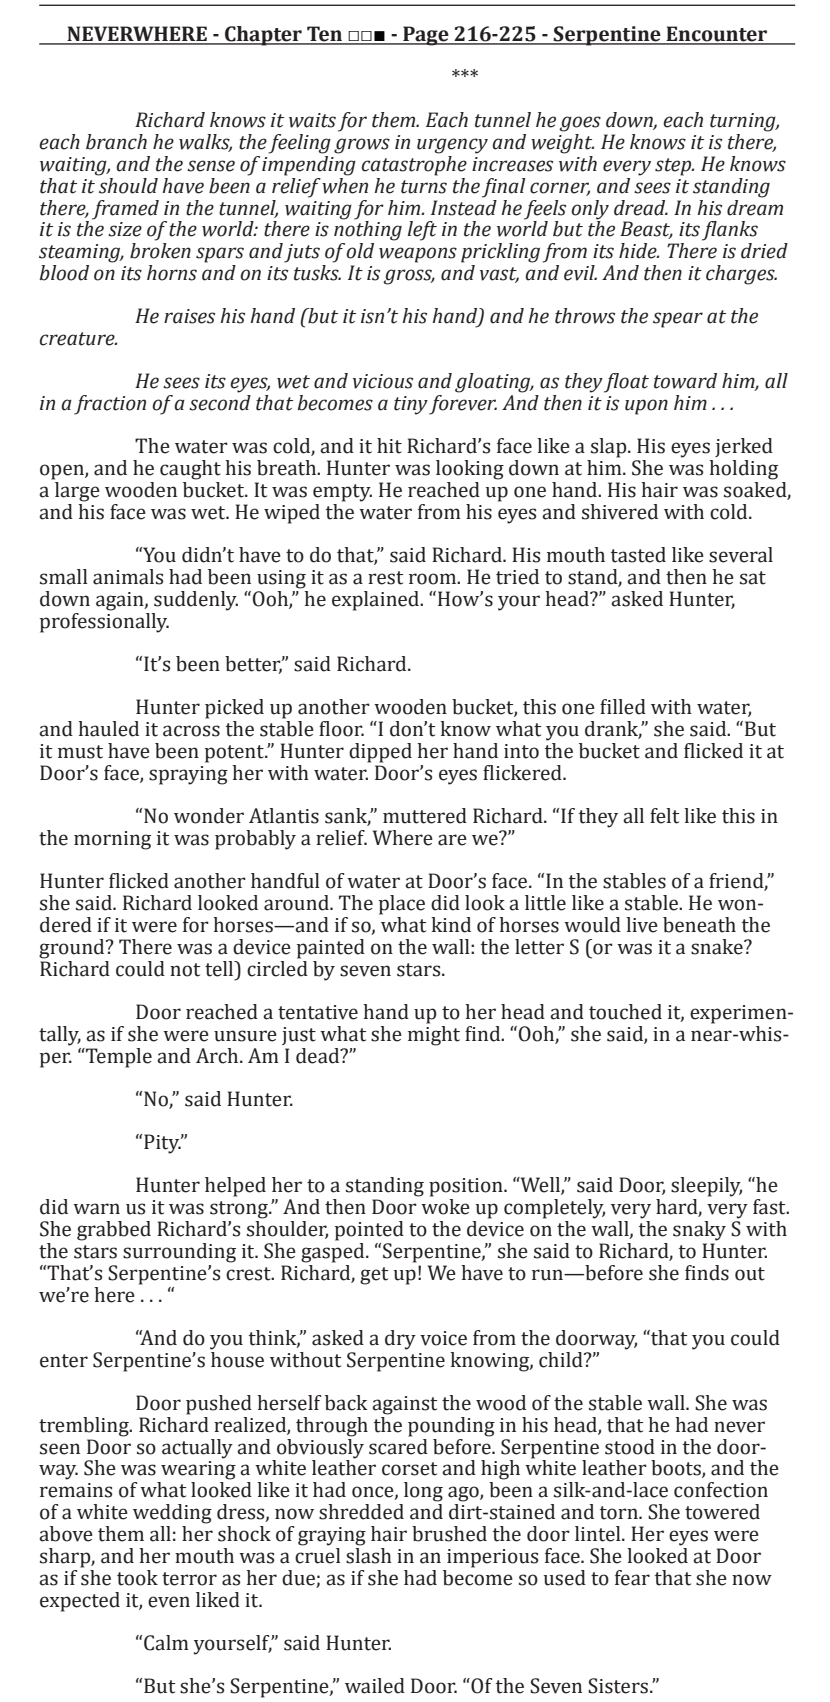 NEVERWHERE - Chapter Ten □□■ - Page 216-225 - Serpentine Encounter
***
Richard knows it waits for them. Each tunnel he goes down, each turning,
each branch he walks, the feeling grows in urgency and weight. He knows it is there,
waiting, and the sense of impending catastrophe increases with every step. He knows
that it should have been a relief when he turns the final corner, and sees it standing
there, framed in the tunnel, waiting for him. Instead he feels only dread. In his dream
it is the size of the world: there is nothing left in the world but the Beast, its flanks
steaming, broken spars and juts of old weapons prickling from its hide. There is dried
blood on its horns and on its tusks. It is gross, and vast, and evil. And then it charges.
He raises his hand (but it isn’t his hand) and he throws the spear at the
creature.
He sees its eyes, wet and vicious and gloating, as they float toward him, all
in a fraction of a second that becomes a tiny forever. And then it is upon him . . .
The water was cold, and it hit Richard’s face like a slap. His eyes jerked
open, and he caught his breath. Hunter was looking down at him. She was holding
a large wooden bucket. It was empty. He reached up one hand. His hair was soaked,
and his face was wet. He wiped the water from his eyes and shivered with cold.
“You didn’t have to do that,” said Richard. His mouth tasted like several
small animals had been using it as a rest room. He tried to stand, and then he sat
down again, suddenly. “Ooh,” he explained. “How’s your head?” asked Hunter,
professionally.
“It’s been better,” said Richard.
Hunter picked up another wooden bucket, this one filled with water,
and hauled it across the stable floor. “I don’t know what you drank,” she said. “But
it must have been potent.” Hunter dipped her hand into the bucket and flicked it at
Door’s face, spraying her with water. Door’s eyes flickered.
“No wonder Atlantis sank,” muttered Richard. “If they all felt like this in
the morning it was probably a relief. Where are we?”
Hunter flicked another handful of water at Door’s face. “In the stables of a friend,”
she said. Richard looked around. The place did look a little like a stable. He won-
dered if it were for horses—and if so, what kind of horses would live beneath the
ground? There was a device painted on the wall: the letter S (or was it a snake?
Richard could not tell) circled by seven stars.
Door reached a tentative hand up to her head and touched it, experimen-
tally, as if she were unsure just what she might find. “Ooh,” she said, in a near-whis-
per. “Temple and Arch. Am I dead?”
“No,” said Hunter.
“Pity.”
Hunter helped her to a standing position. “Well,” said Door, sleepily, “he
did warn us it was strong.” And then Door woke up completely, very hard, very fast.
She grabbed Richard’s shoulder, pointed to the device on the wall, the snaky S with
the stars surrounding it. She gasped. “Serpentine,” she said to Richard, to Hunter.
“That’s Serpentine’s crest. Richard, get up! We have to run—before she finds out
we’re here . . . “
“And do you think,” asked a dry voice from the doorway, “that you could
enter Serpentine’s house without Serpentine knowing, child?”
Door pushed herself back against the wood of the stable wall. She was
trembling. Richard realized, through the pounding in his head, that he had never
seen Door so actually and obviously scared before. Serpentine stood in the door-
way. She was wearing a white leather corset and high white leather boots, and the
remains of what looked like it had once, long ago, been a silk-and-lace confection
of a white wedding dress, now shredded and dirt-stained and torn. She towered
above them all: her shock of graying hair brushed the door lintel. Her eyes were
sharp, and her mouth was a cruel slash in an imperious face. She looked at Door
as if she took terror as her due; as if she had become so used to fear that she now
expected it, even liked it.
“Calm yourself,” said Hunter.
“But she’s Serpentine,” wailed Door. “Of the Seven Sisters.”